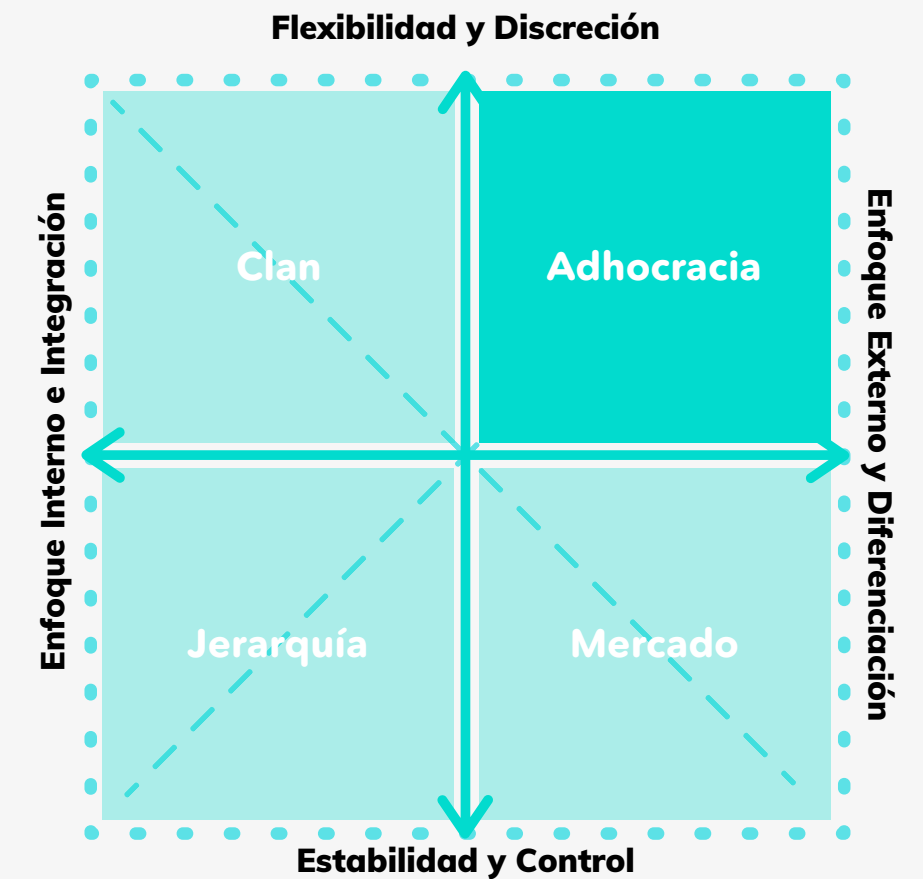 Flexibilidad y Discreción
Enfoque Interno e Integración
Clan
Adhocracia
Enfoque Externo y Diferenciación
Jerarquía
Mercado
Estabilidad y Control